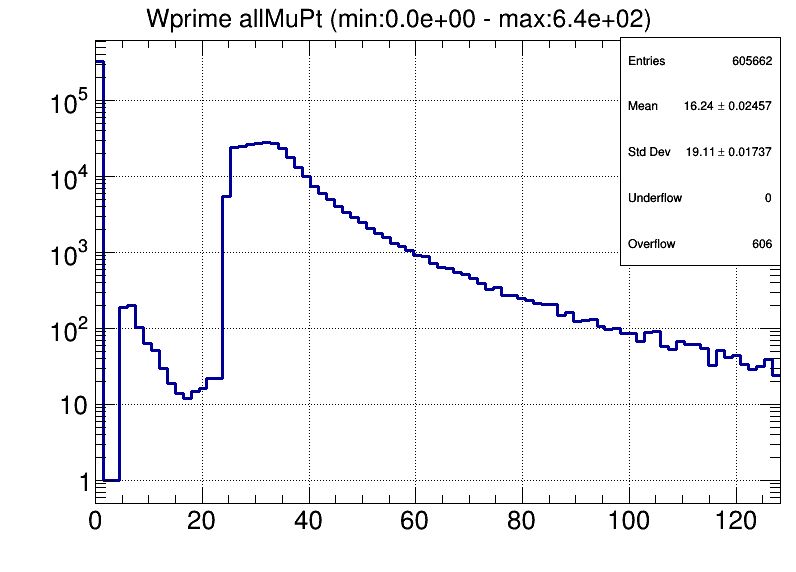 Wprime allMuPt (min:0.0e+00 - max:6.4e+02)
Entries 605662
Mean 16.24 ± 0.02457
Std Dev 19.11 ± 0.01737
Underflow 0
Overflow 606
10^5
10^4
10^3
10^2
10
1
0 20 40 60 80 100 120